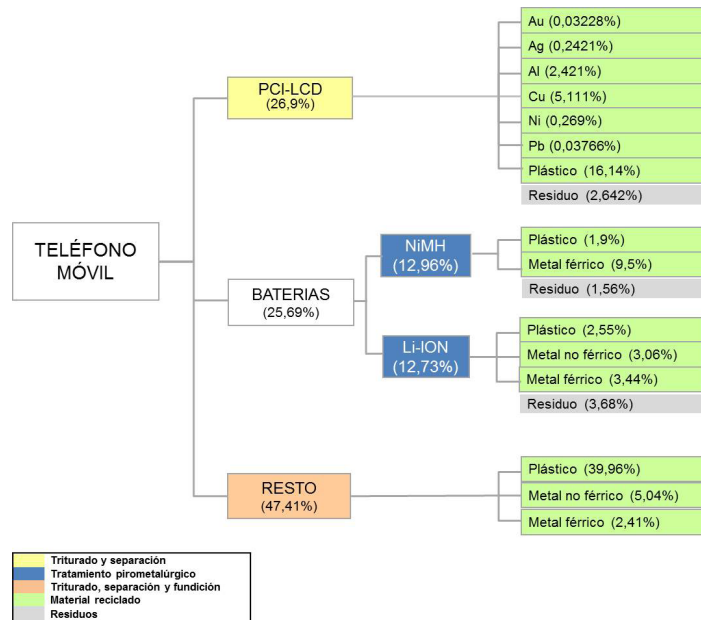 TELÉFONO
MÓVIL
PCI-LCD
(26,9%)
Au (0,03228%)
Ag (0,2421%)
Al (2,421%)
Cu (5,111%)
Ni (0,269%)
Pb (0,03766%)
Plástico (16,14%)
Residuo (2,642%)
BATERIAS
(25,69%)
NiMH
(12,96%)
Plástico (1,9%)
Metal férrico (9,5%)
Residuo (1,56%)
Li-ION
(12,73%)
Plástico (2,55%)
Metal no férrico (3,06%)
Metal férrico (3,44%)
Residuo (3,68%)
RESTO
(47,41%)
Plástico (39,96%)
Metal no férrico (5,04%)
Metal férrico (2,41%)
Triturado y separación
Tratamiento pirometalúrgico
Triturado, separación y fundición
Material reciclado
Residuos